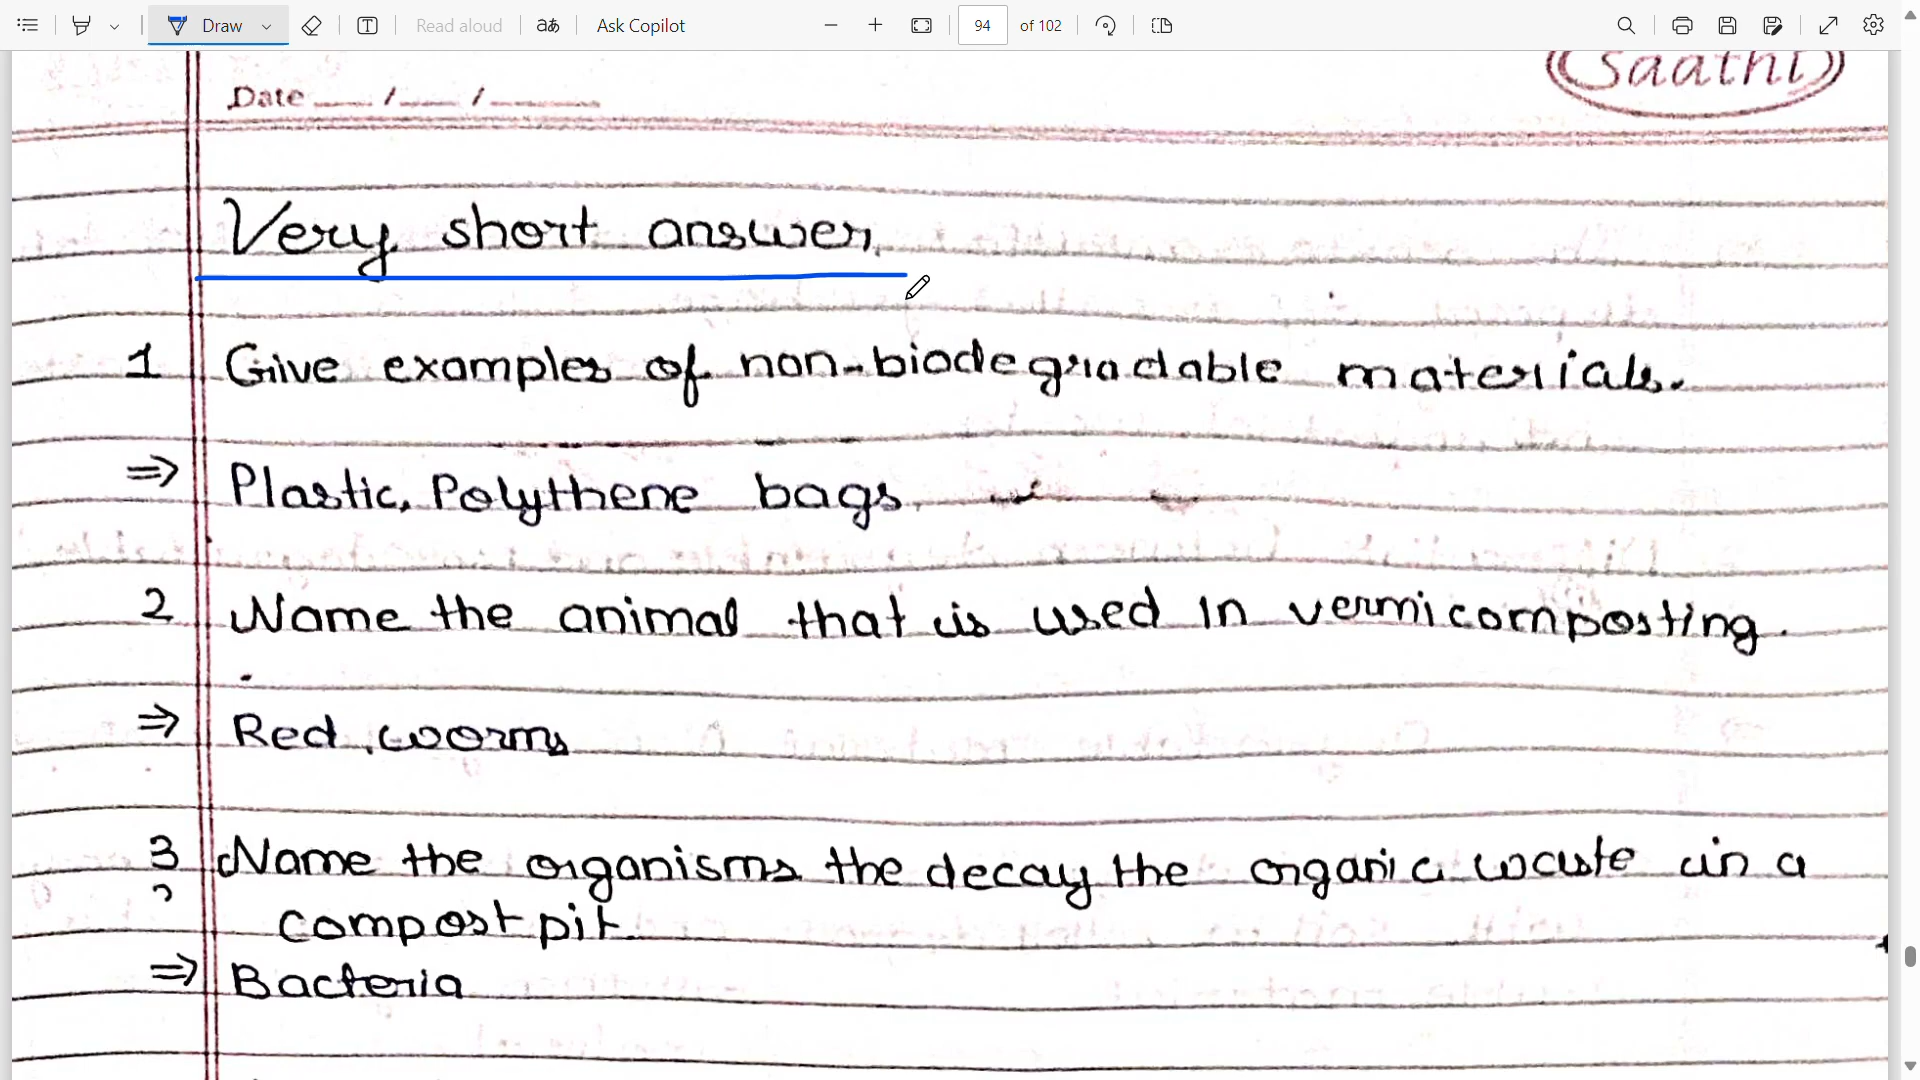 Draw
Read aloud
Ask Copilot
94 of 102
Saathi
Date / /
Very short answer.
1 Give examples of non-biodegradable materials.
⇒ Plastic, Polythene bags.
2 Name the animal that is used in vermicomposting.
⇒ Red worms
3 Name the organisms the decay the organic waste in a
? compost pit.
⇒ Bacteria